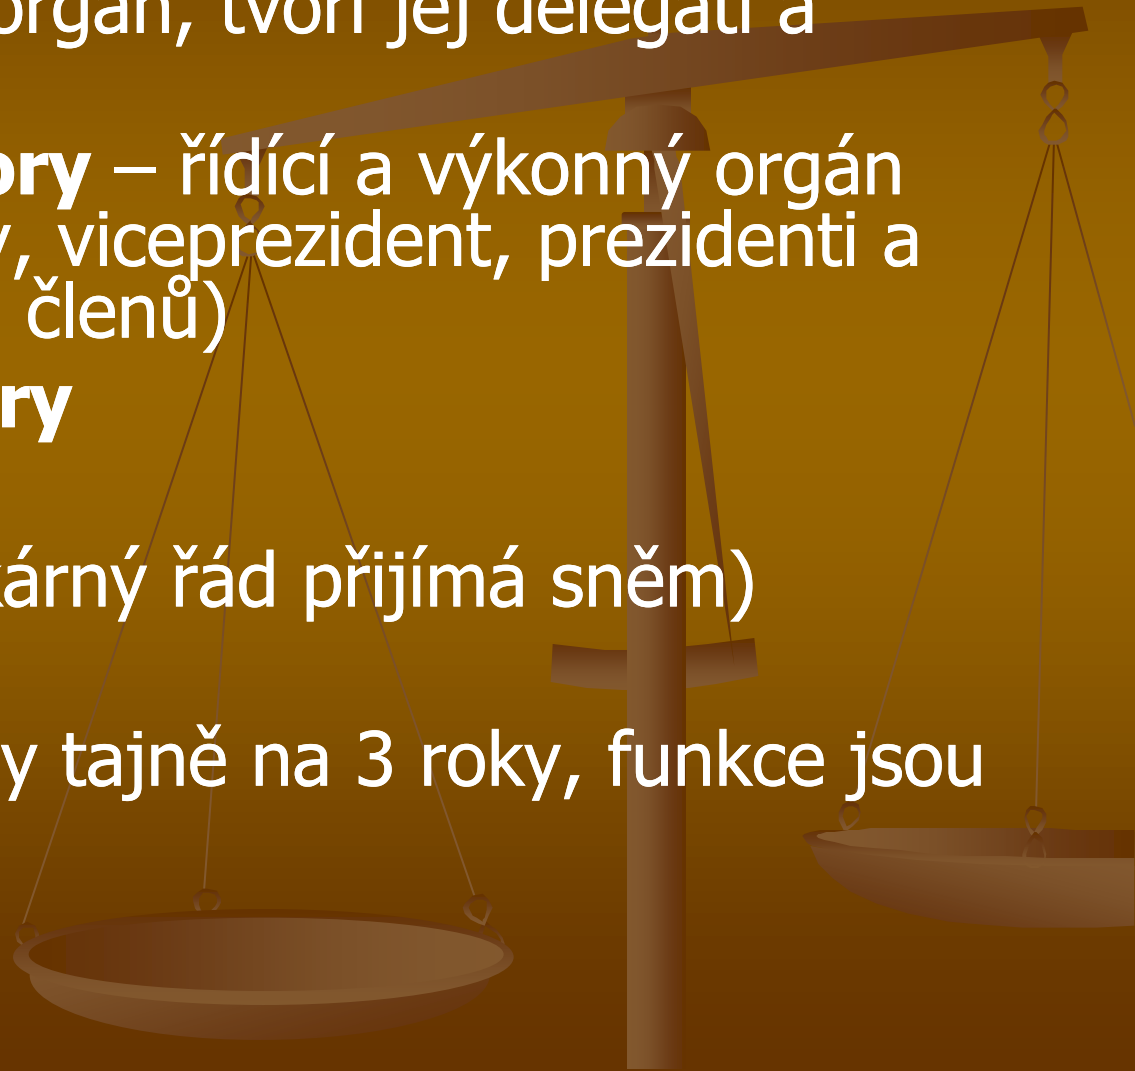 orgán, tvoří jej delegáti a
ory – řídící a výkonný orgán
y, viceprezident, prezidenti a
členů)
ry
kárný řád přijímá sněm)
y tajně na 3 roky, funkce jsou